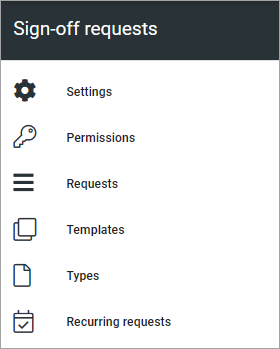 Sign-off requests
Settings
Permissions
Requests
Templates
Types
Recurring requests